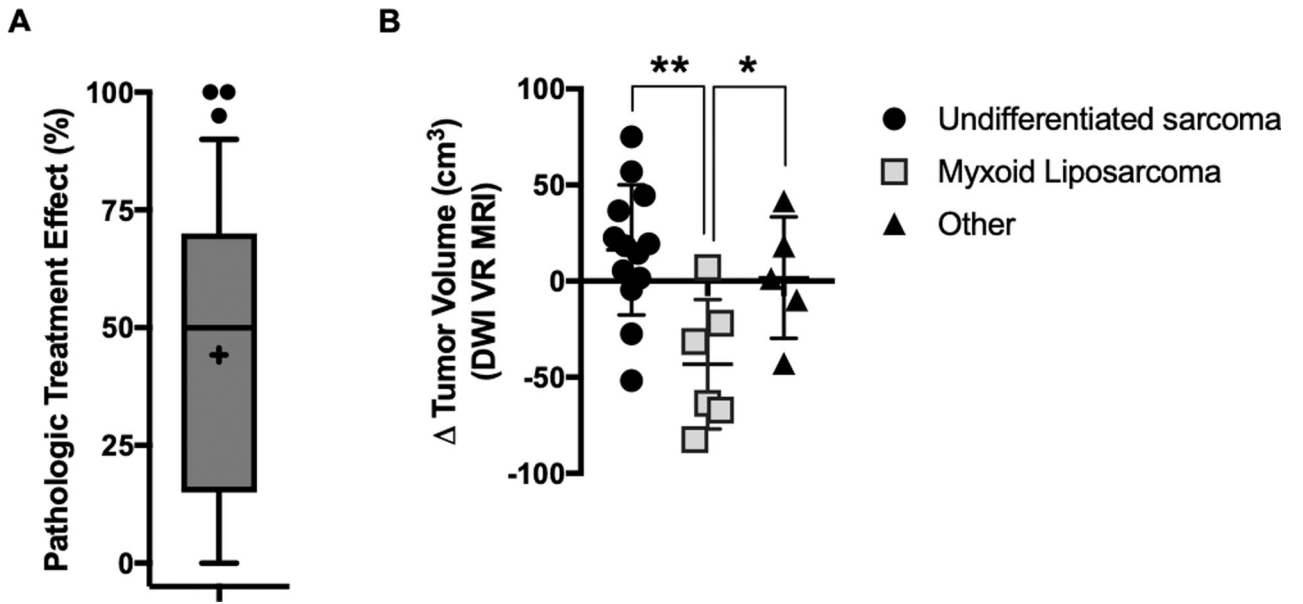 A
Pathologic Treatment Effect (%)
100
75
50
25
0
B
Δ Tumor Volume (cm³)
(DWI VR MRI)
100
50
0
-50
-100
** *
Undifferentiated sarcoma
Myxoid Liposarcoma
Other